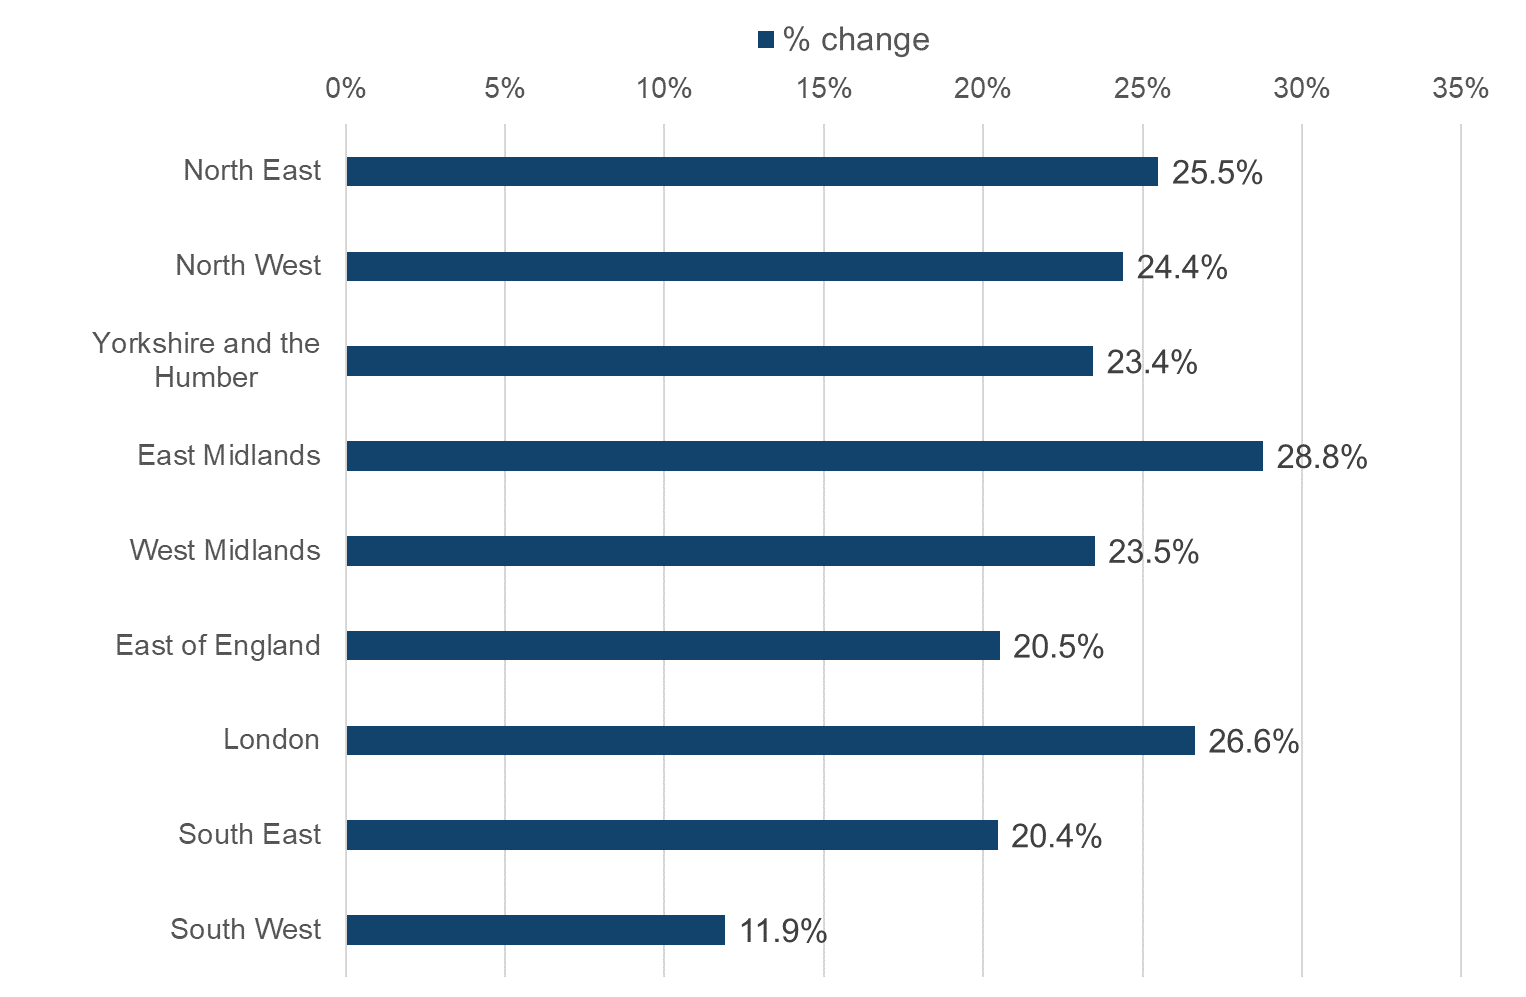 % change
0% 5% 10% 15% 20% 25% 30% 35%
North East 25.5%
North West 24.4%
Yorkshire and the
Humber 23.4%
East Midlands 28.8%
West Midlands 23.5%
East of England 20.5%
London 26.6%
South East 20.4%
South West 11.9%